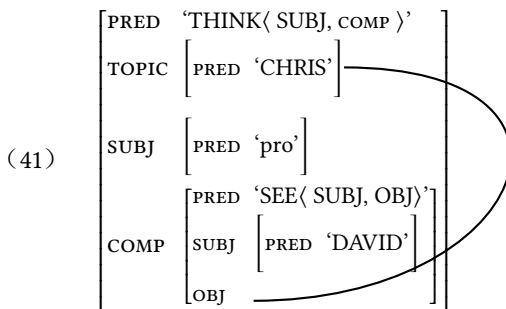 PRED ‘THINK⟨ SUBJ, COMP ⟩’
TOPIC [PRED ‘CHRIS’]
(41) SUBJ [PRED ‘pro’]
PRED ‘SEE⟨ SUBJ, OBJ⟩’
COMP SUBJ [PRED ‘DAVID’]
OBJ